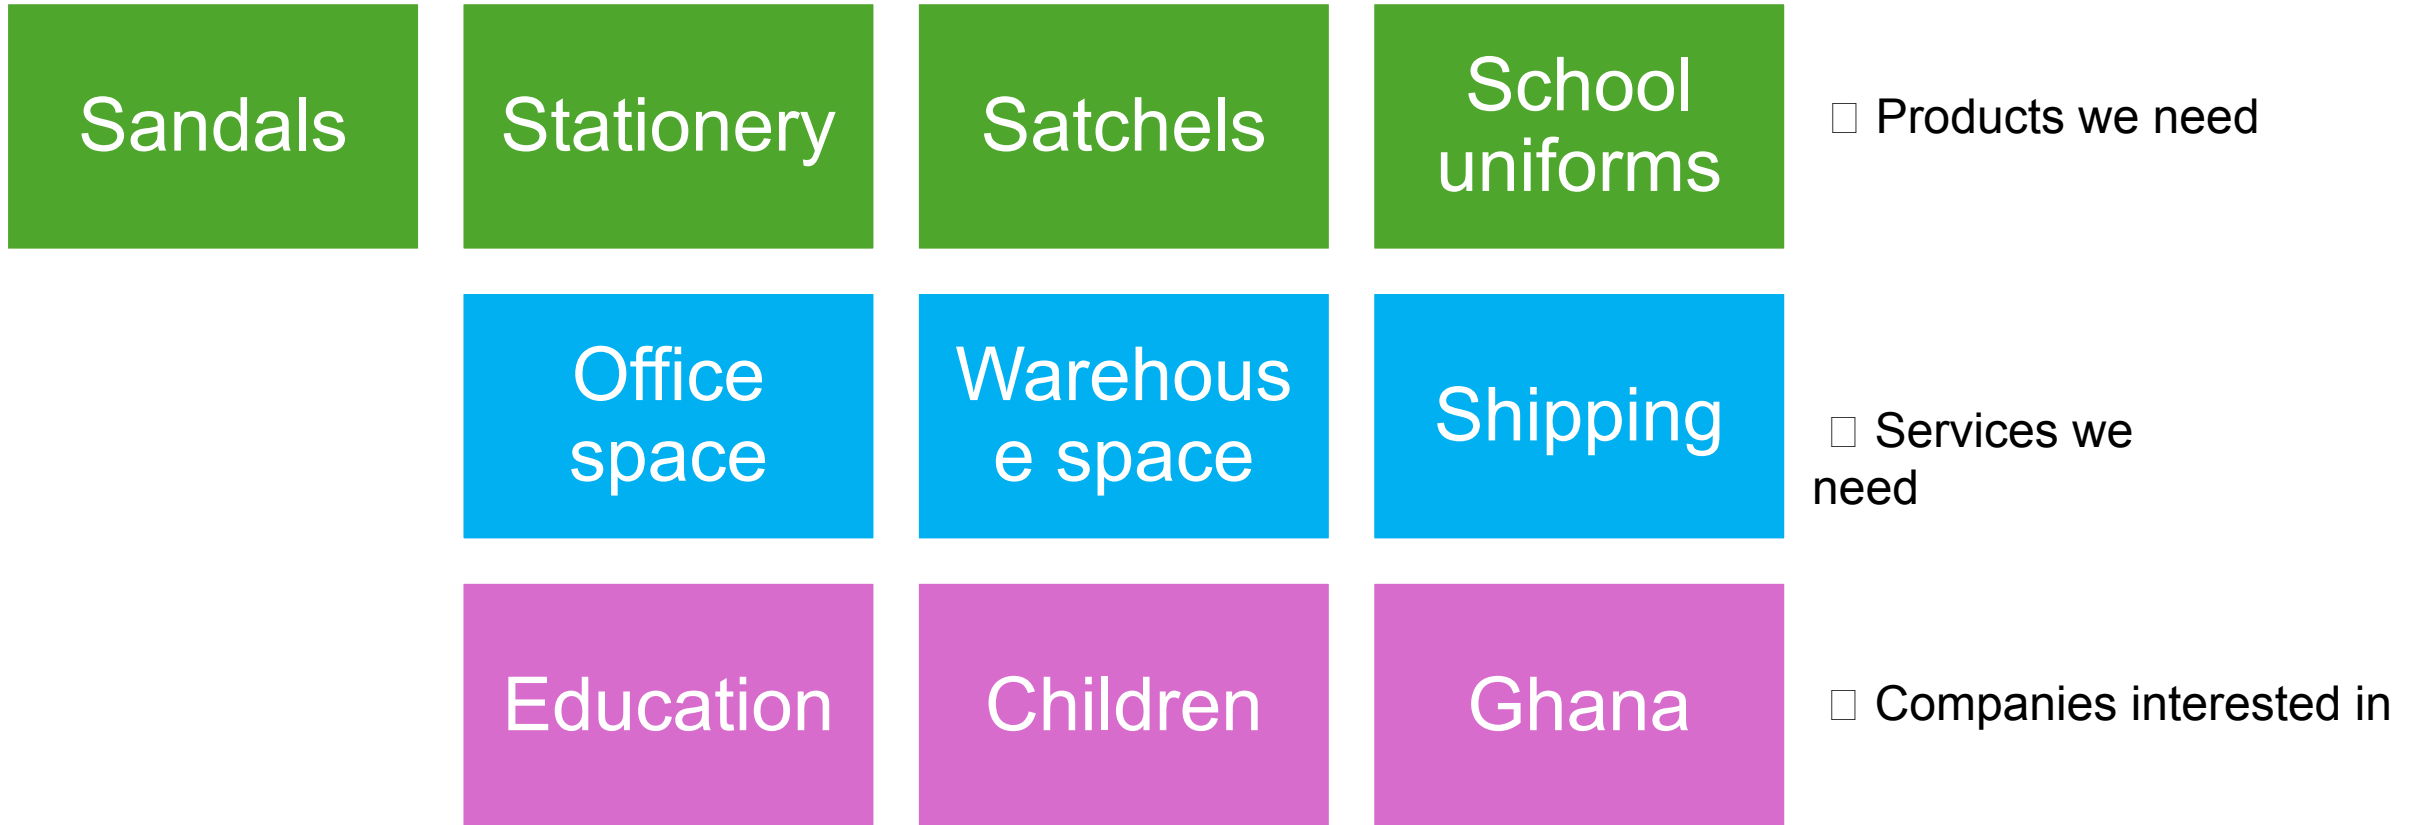 Sandals
Stationery
Satchels
School
uniforms
□ Products we need
Office
space
Warehous
e space
Shipping
□ Services we
need
Education
Children
Ghana
□ Companies interested in